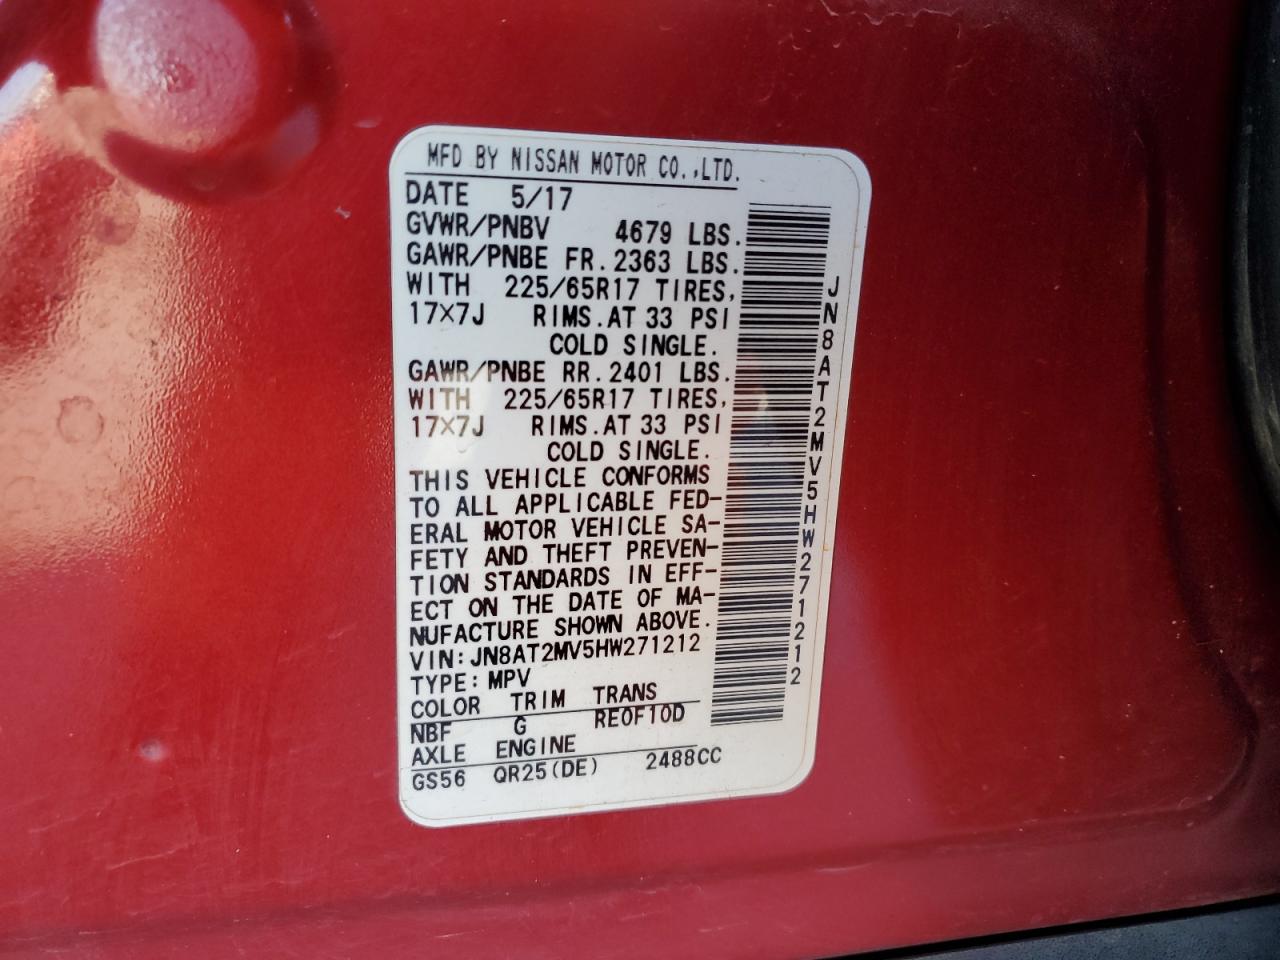 MFD BY NISSAN MOTOR CO.,LTD.
DATE 5/17
GVWR/PNBV 4679 LBS.
GAWR/PNBE FR. 2363 LBS.
WITH 225/65R17 TIRES,
17×7J RIMS. AT 33 PSI
COLD SINGLE.
GAWR/PNBE RR. 2401 LBS.
WITH 225/65R17 TIRES,
17×7J RIMS. AT 33 PSI
COLD SINGLE.
THIS VEHICLE CONFORMS
TO ALL APPLICABLE FED-
ERAL MOTOR VEHICLE SA-
FETY AND THEFT PREVEN-
TION STANDARDS IN EFF-
ECT ON THE DATE OF MA-
NUFACTURE SHOWN ABOVE.
VIN: JN8AT2MV5HW271212
TYPE: MPV
COLOR TRIM TRANS
NBF G RE0F10D
AXLE ENGINE
GS56 QR25(DE) 2488CC
JN8AT2MV5HW271212